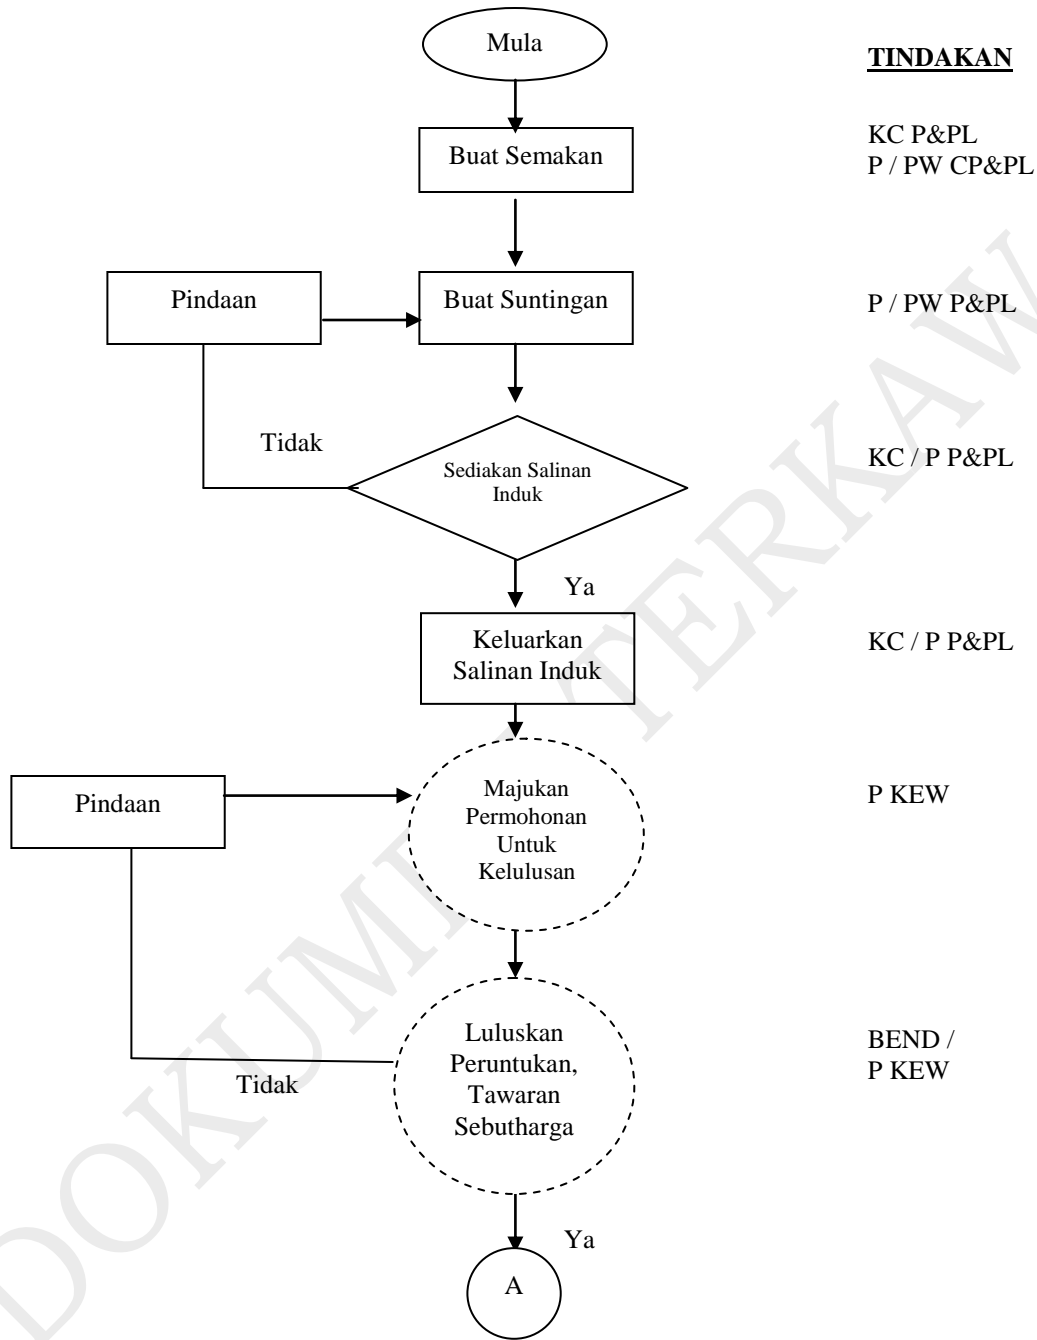 Mula
TINDAKAN
KC P&PL
Buat Semakan
P / PW CP&PL
Pindaan
Buat Suntingan
P / PW P&PL
Tidak
Sediakan Salinan
Induk
KC / P P&PL
Ya
Keluarkan
Salinan Induk
KC / P P&PL
Pindaan
Majukan
Permohonan
Untuk
Kelulusan
P KEW
Luluskan
Peruntukan,
Tawaran
Sebutharga
BEND /
P KEW
Tidak
Ya
A